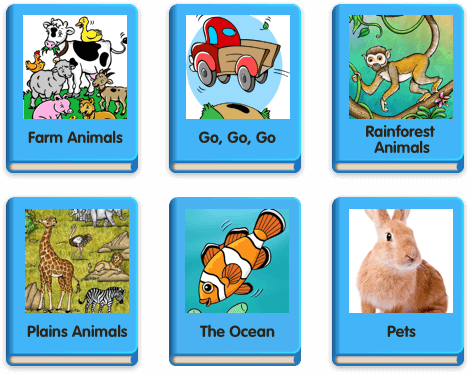 Farm Animals
Go, Go, Go
Rainforest
Animals
Plains Animals
The Ocean
Pets